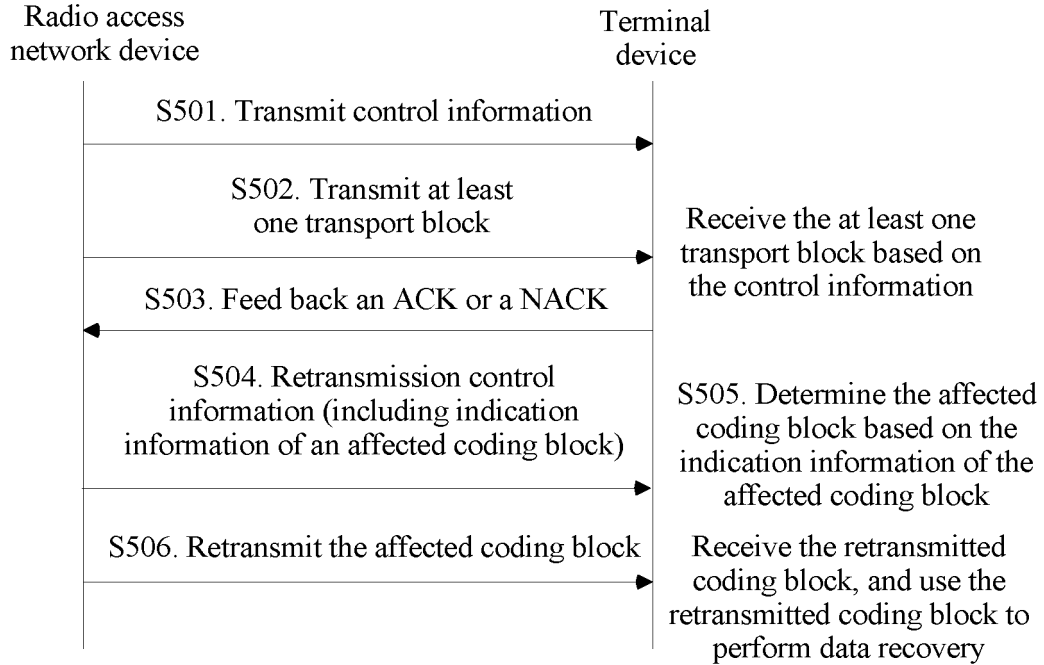 Radio access
network device
Terminal
device
S501. Transmit control information
S502. Transmit at least
one transport block
Receive the at least one
transport block based on
the control information
S503. Feed back an ACK or a NACK
S504. Retransmission control
information (including indication
information of an affected coding block)
S505. Determine the affected
coding block based on the
indication information of the
affected coding block
S506. Retransmit the affected coding block
Receive the retransmitted
coding block, and use the
retransmitted coding block to
perform data recovery